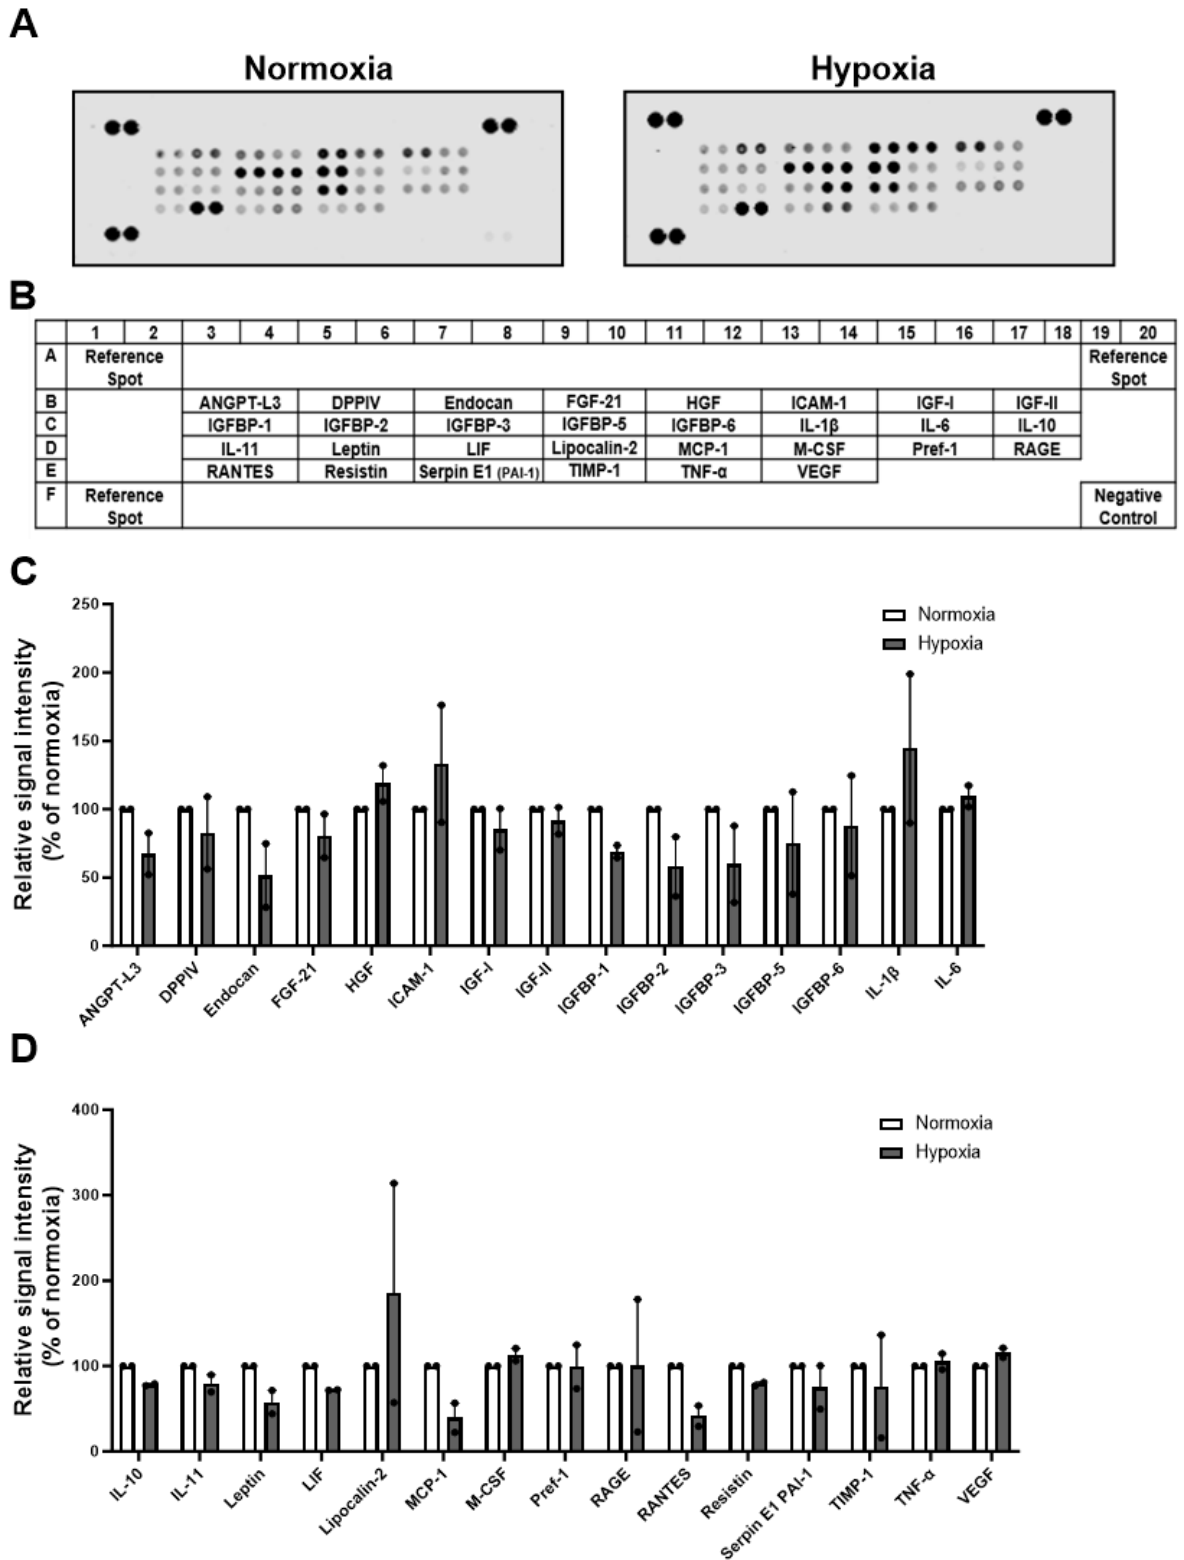 A
Normoxia Hypoxia
B
1 2 3 4 5 6 7 8 9 10 11 12 13 14 15 16 17 18 19 20
A Reference Spot Reference Spot
B ANGPT-L3 DPPIV Endocan FGF-21 HGF ICAM-1 IGF-I IGF-II
C IGFBP-1 IGFBP-2 IGFBP-3 IGFBP-5 IGFBP-6 IL-1β IL-6 IL-10
D IL-11 Leptin LIF Lipocalin-2 MCP-1 M-CSF Pref-1 RAGE
E RANTES Resistin Serpin E1 (PAI-1) TIMP-1 TNF-α VEGF
F Reference Spot Negative Control
C
Relative signal intensity
(% of normoxia)
250
200
150
100
50
0
Normoxia
Hypoxia
ANGPT-L3 DPPIV Endocan FGF-21 HGF ICAM-1 IGF-I IGF-II IGFBP-1 IGFBP-2 IGFBP-3 IGFBP-5 IGFBP-6 IL-1β IL-6
D
Relative signal intensity
(% of normoxia)
400
300
200
100
0
Normoxia
Hypoxia
IL-10 IL-11 Leptin LIF Lipocalin-2 MCP-1 M-CSF Pref-1 RAGE RANTES Resistin Serpin E1 PAI-1 TIMP-1 TNF-α VEGF